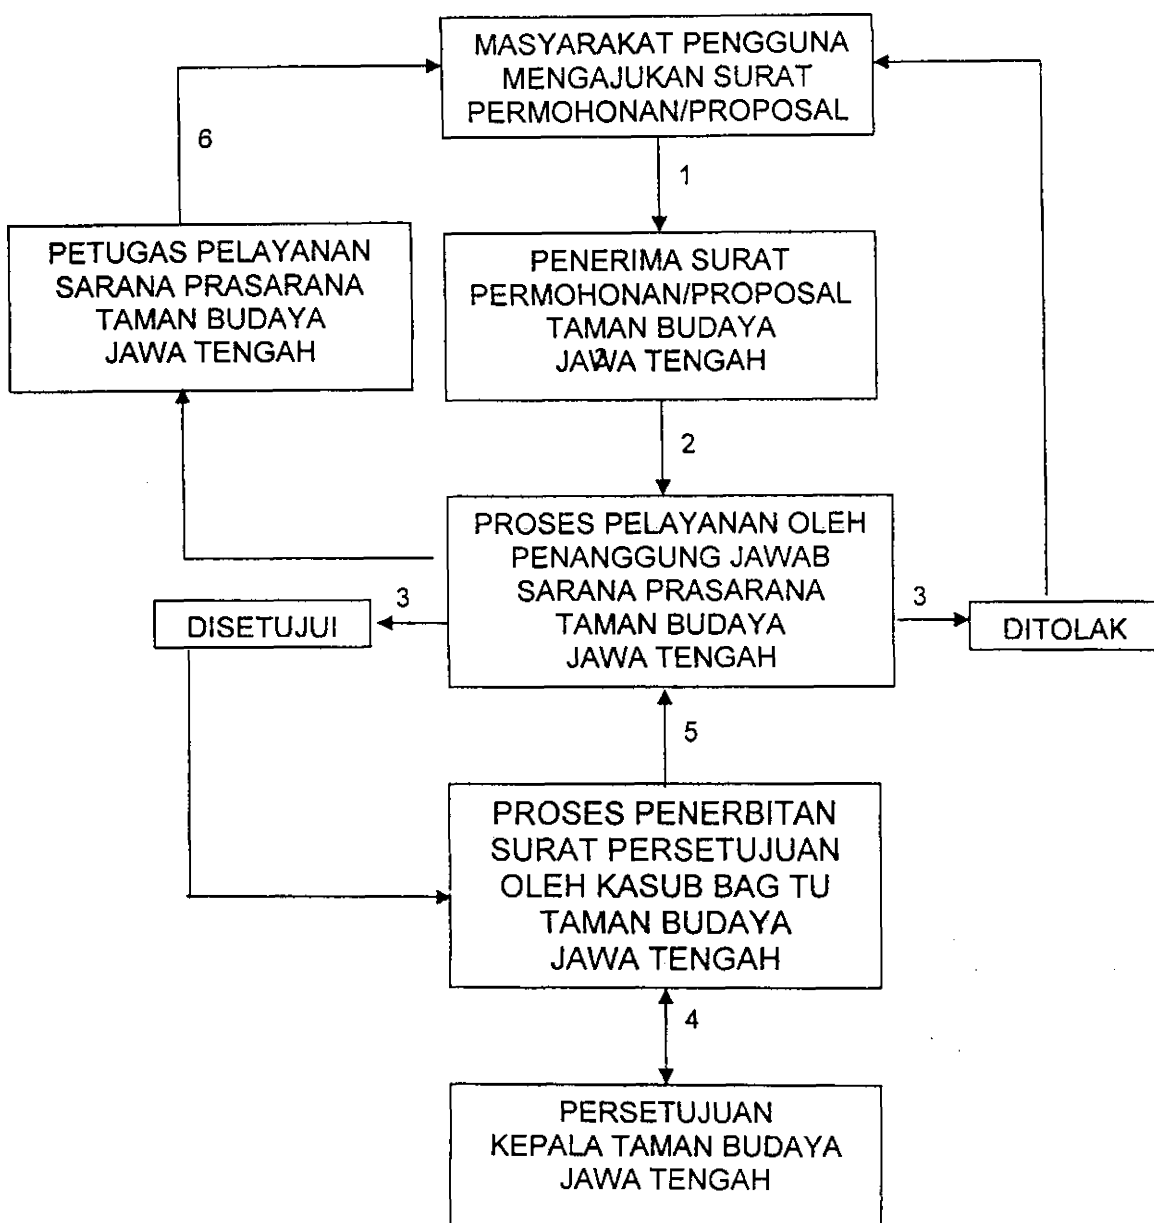 MASYARAKAT PENGGUNA
MENGAJUKAN SURAT
PERMOHONAN/PROPOSAL
6
1
PETUGAS PELAYANAN
SARANA PRASARANA
TAMAN BUDAYA
JAWA TENGAH
PENERIMA SURAT
PERMOHONAN/PROPOSAL
TAMAN BUDAYA
JAWA TENGAH
2
2
PROSES PELAYANAN OLEH
PENANGGUNG JAWAB
SARANA PRASARANA
TAMAN BUDAYA
JAWA TENGAH
3
DISETUJUI
3
DITOLAK
5
PROSES PENERBITAN
SURAT PERSETUJUAN
OLEH KASUB BAG TU
TAMAN BUDAYA
JAWA TENGAH
4
PERSETUJUAN
KEPALA TAMAN BUDAYA
JAWA TENGAH